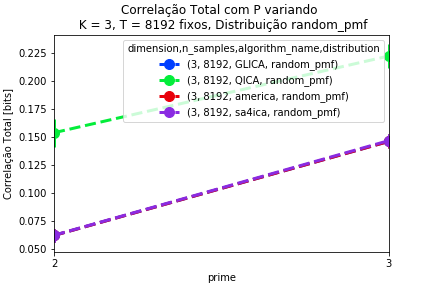 Correlação Total com P variando
K = 3, T = 8192 fixos, Distribuição random_pmf
dimension,n_samples,algorithm_name,distribution
(3, 8192, GLICA, random_pmf)
(3, 8192, QICA, random_pmf)
(3, 8192, america, random_pmf)
(3, 8192, sa4ica, random_pmf)
Correlação Total [bits]
0.225
0.200
0.175
0.150
0.125
0.100
0.075
0.050
2
3
prime